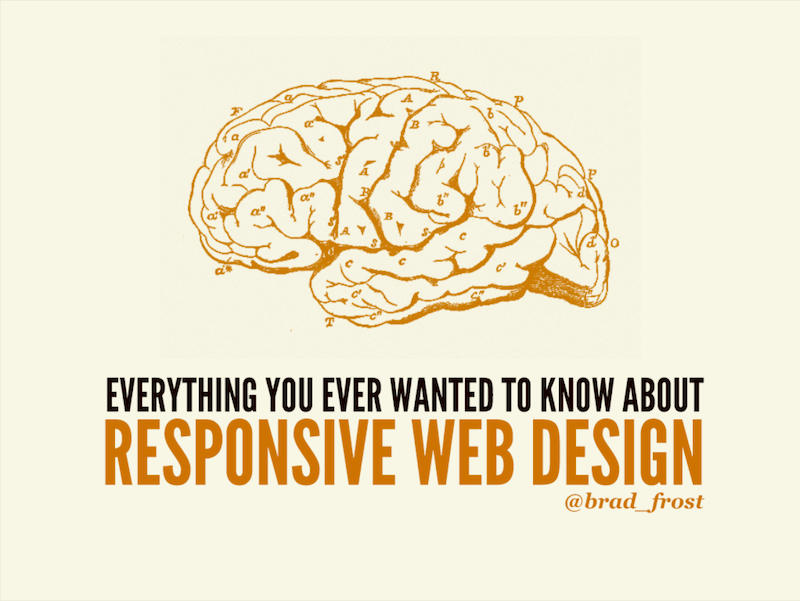 R
A
P
a
F
b
a'
B
a
S
b'
A
P
a'
d
B
b"
a"
a"
b"
a'
S
B
A
c
d
O
S
S
c
c
c'
a"
c'
c"
c"
T
EVERYTHING YOU EVER WANTED TO KNOW ABOUT
RESPONSIVE WEB DESIGN
@brad_frost